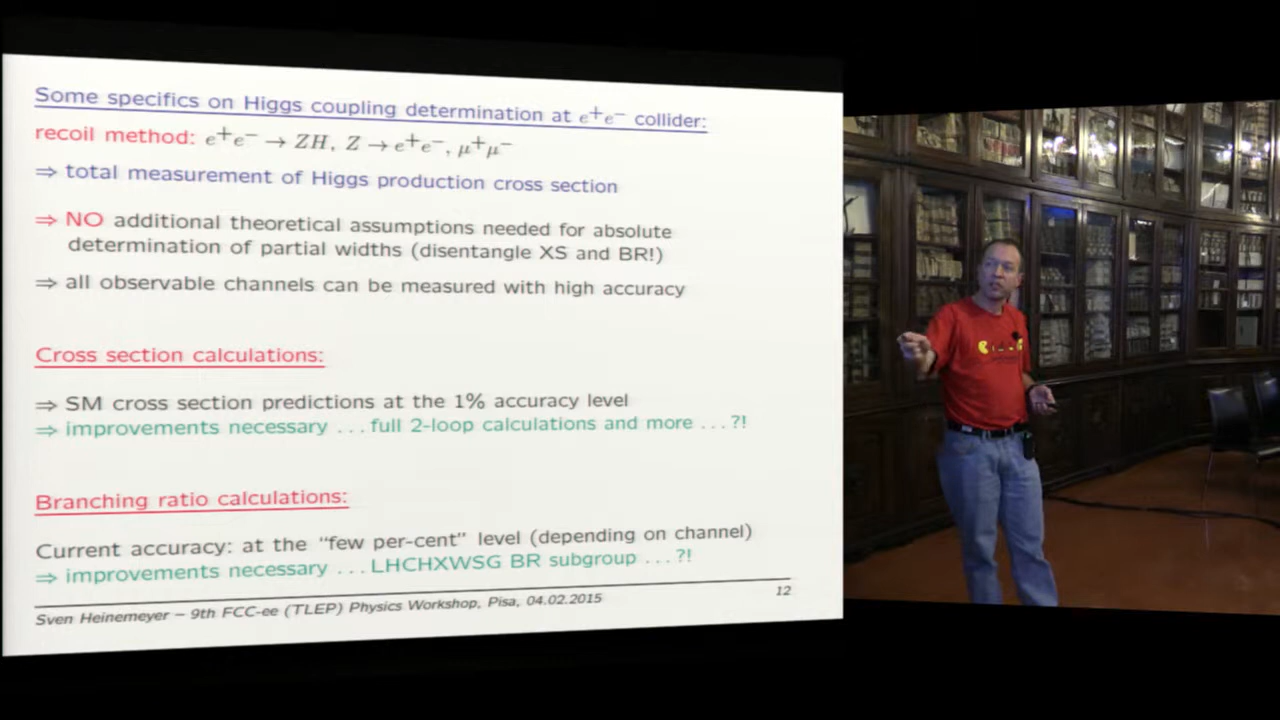 Some specifics on Higgs coupling determination at e⁺e⁻ collider:
recoil method: e⁺e⁻ → ZH, Z → e⁺e⁻, μ⁺μ⁻
⇒ total measurement of Higgs production cross section
⇒ NO additional theoretical assumptions needed for absolute
determination of partial widths (disentangle XS and BR!)
⇒ all observable channels can be measured with high accuracy
Cross section calculations:
⇒ SM cross section predictions at the 1% accuracy level
⇒ improvements necessary ... full 2-loop calculations and more ... ?!
Branching ratio calculations:
Current accuracy: at the “few per-cent” level (depending on channel)
⇒ improvements necessary ... LHCHXWSG BR subgroup ... ?!
Sven Heinemeyer – 9th FCC-ee (TLEP) Physics Workshop, Pisa, 04.02.2015
12